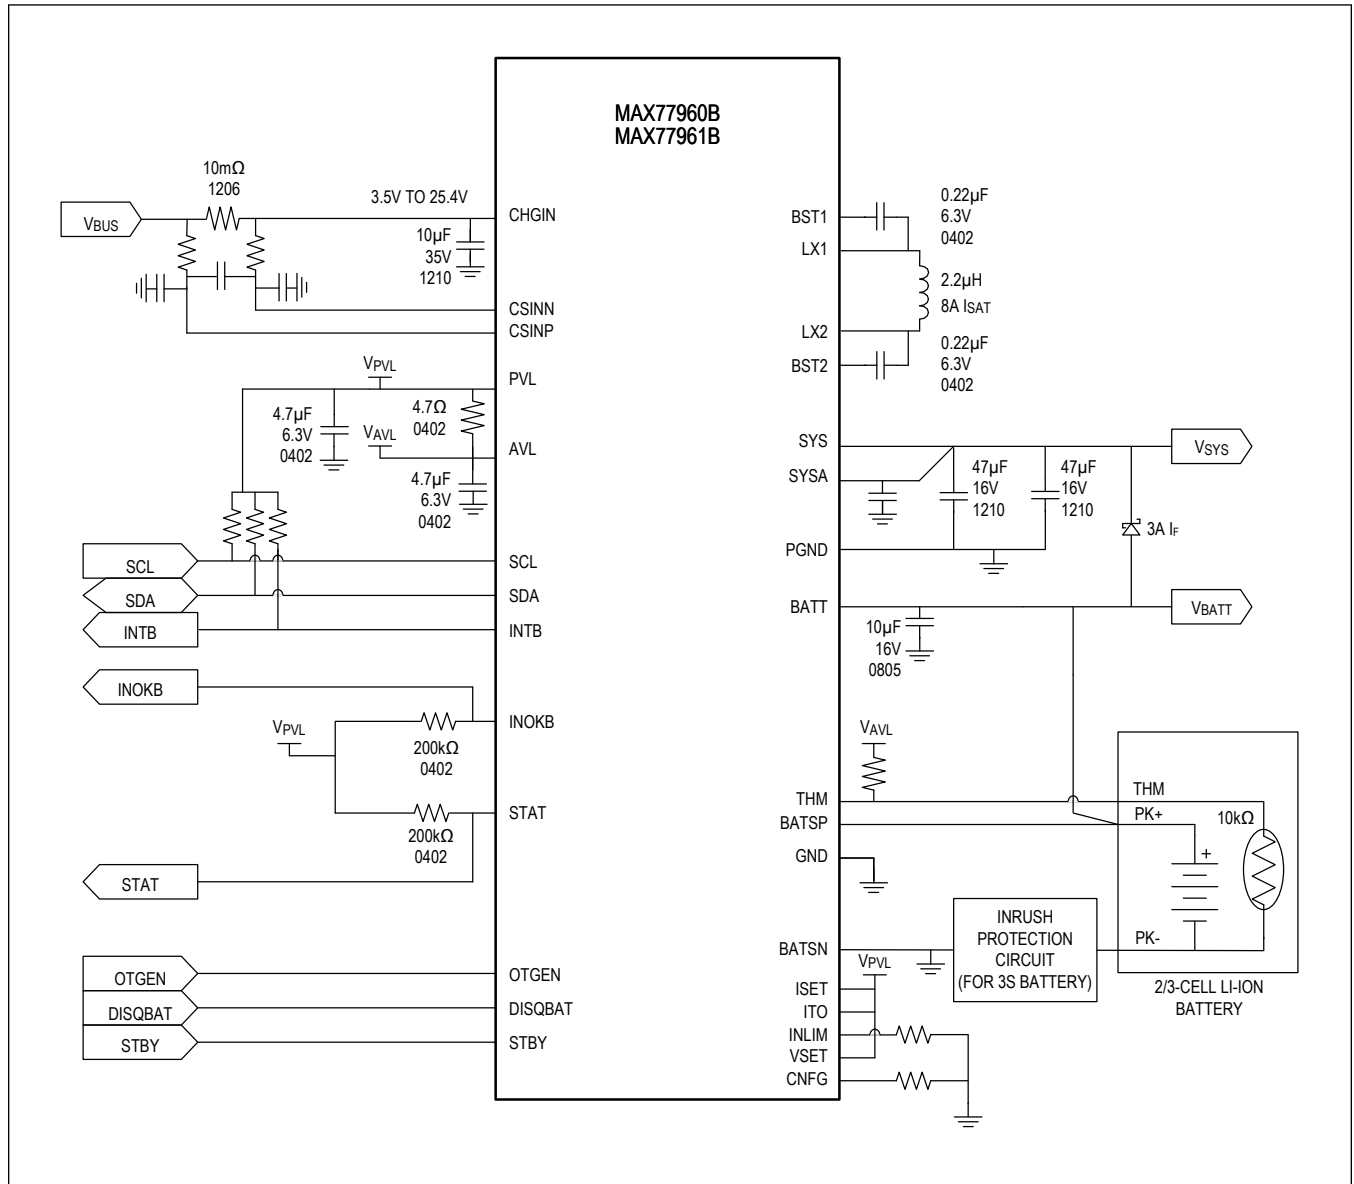 MAX77960B
MAX77961B
10mΩ
1206
3.5V TO 25.4V
VBUS
CHGIN
10µF
35V
1210
CSINN
CSINP
VPVL
PVL
4.7µF
6.3V
0402
4.7Ω
0402
VAVL
AVL
4.7µF
6.3V
0402
SCL
SCL
SDA
SDA
INTB
INTB
INOKB
INOKB
VPVL
200kΩ
0402
STAT
200kΩ
0402
STAT
OTGEN
OTGEN
DISQBAT
DISQBAT
STBY
STBY
BST1
0.22µF
6.3V
0402
LX1
2.2µH
8A ISAT
LX2
BST2
0.22µF
6.3V
0402
SYS
VSYS
SYSA
47µF
16V
1210
47µF
16V
1210
3A IF
PGND
BATT
VBATT
10µF
16V
0805
VAVL
THM
THM
BATSP
PK+
10kΩ
+
GND
BATSN
INRUSH
PROTECTION
CIRCUIT
(FOR 3S BATTERY)
PK-
2/3-CELL LI-ION
BATTERY
VPVL
ISET
ITO
INLIM
VSET
CNFG